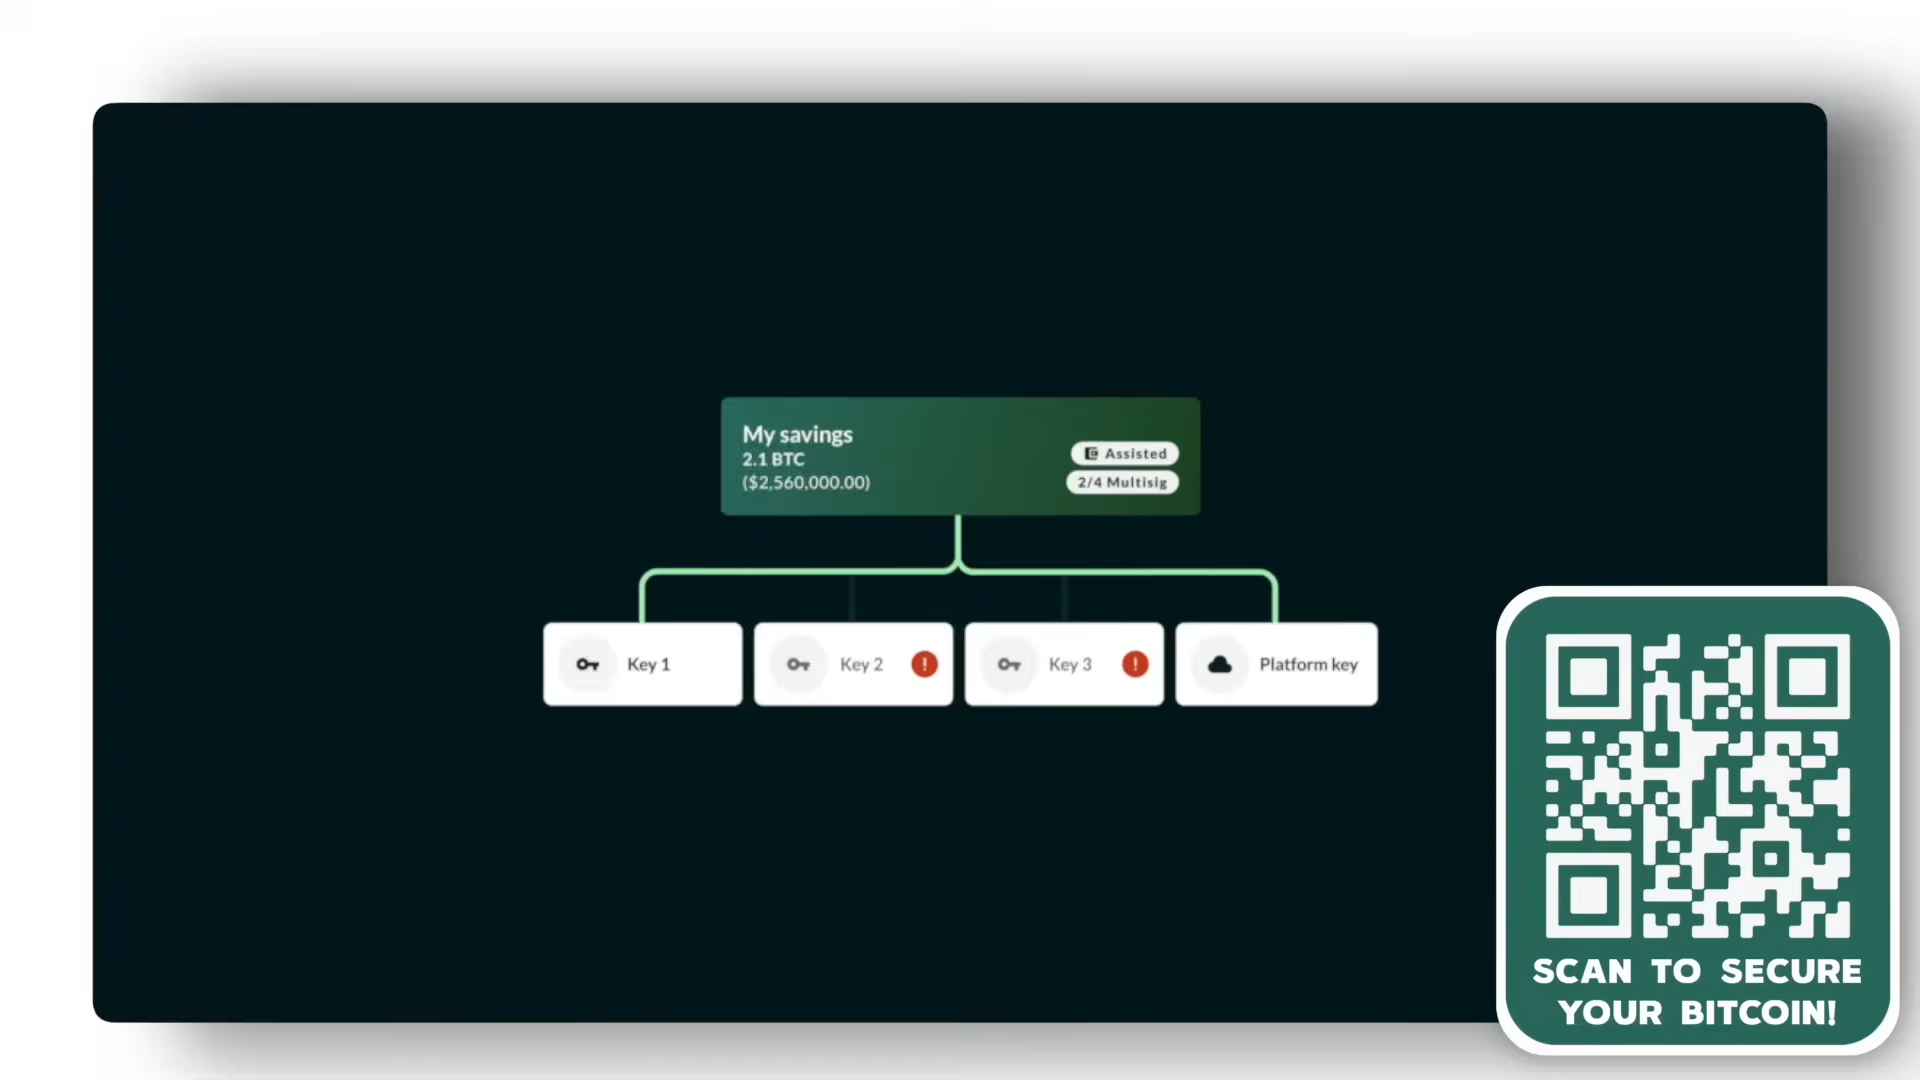 My savings
2.1 BTC
($2,560,000.00)
Assisted
2/4 Multisig
Key 1
Key 2
Key 3
Platform key
SCAN TO SECURE
YOUR BITCOIN!